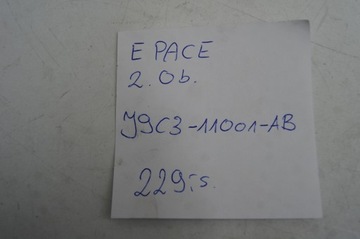 E PACE
2.0b.
J9C3-11001-AB
229,-s.